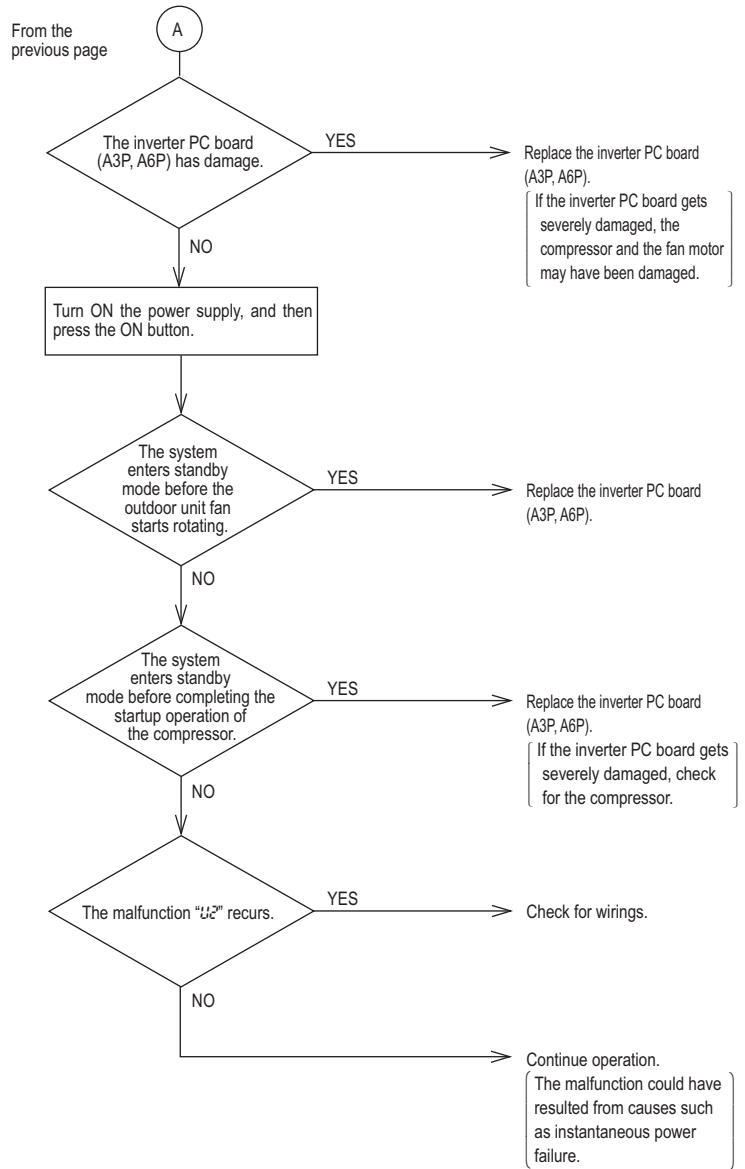 From the
previous page
A
The inverter PC board
(A3P, A6P) has damage.
YES
Replace the inverter PC board
(A3P, A6P).
If the inverter PC board gets
severely damaged, the
compressor and the fan motor
may have been damaged.
NO
Turn ON the power supply, and then
press the ON button.
The system
enters standby
mode before the
outdoor unit fan
starts rotating.
YES
Replace the inverter PC board
(A3P, A6P).
NO
The system
enters standby
mode before completing the
startup operation of
the compressor.
YES
Replace the inverter PC board
(A3P, A6P).
If the inverter PC board gets
severely damaged, check
for the compressor.
NO
The malfunction “U2” recurs.
YES
Check for wirings.
NO
Continue operation.
The malfunction could have
resulted from causes such
as instantaneous power
failure.